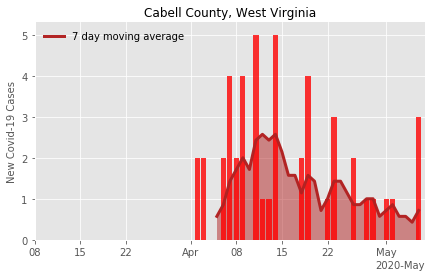 Cabell County, West Virginia
7 day moving average
New Covid-19 Cases
5
4
3
2
1
0
08 15 22 Apr 08 15 22 May
2020-May